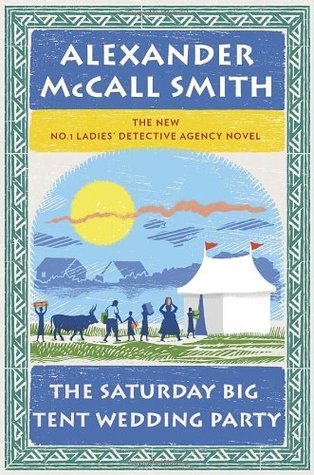 ALEXANDER
McCALL SMITH
THE NEW
NO. 1 LADIES' DETECTIVE AGENCY NOVEL
THE SATURDAY BIG
TENT WEDDING PARTY